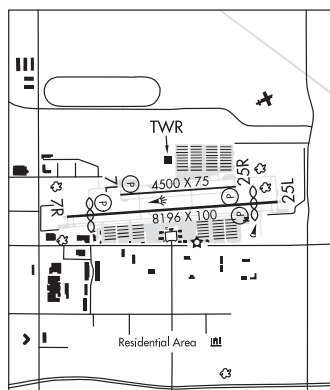 TWR
7L
P
4500 X 75
25R
P
P
7R
8196 X 100
P
25L
Residential Area